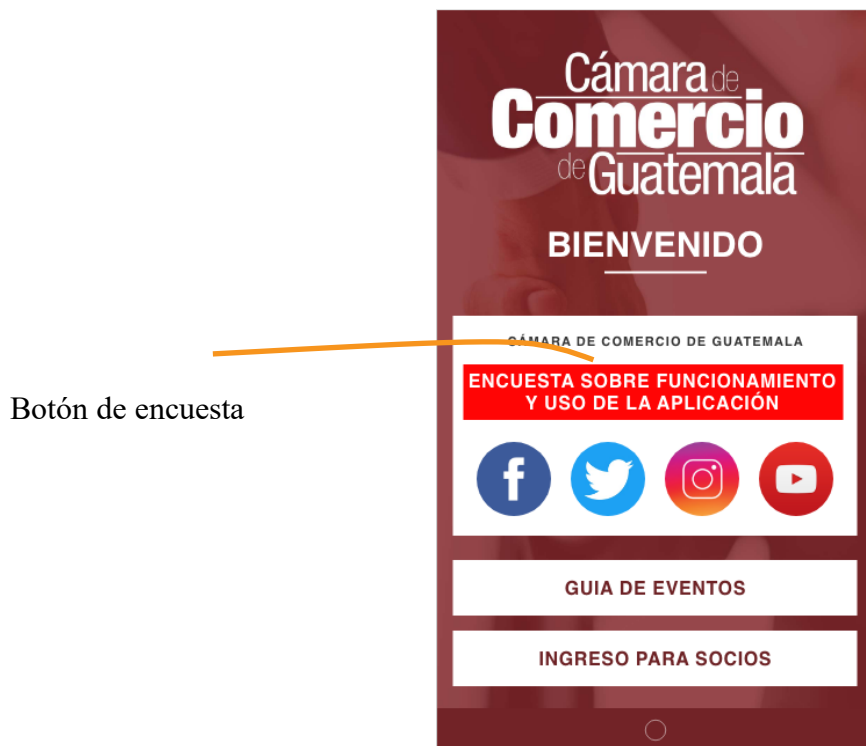 Cámara de
Comercio
de Guatemala
BIENVENIDO
CÁMARA DE COMERCIO DE GUATEMALA
ENCUESTA SOBRE FUNCIONAMIENTO
Y USO DE LA APLICACIÓN
Botón de encuesta
GUIA DE EVENTOS
INGRESO PARA SOCIOS